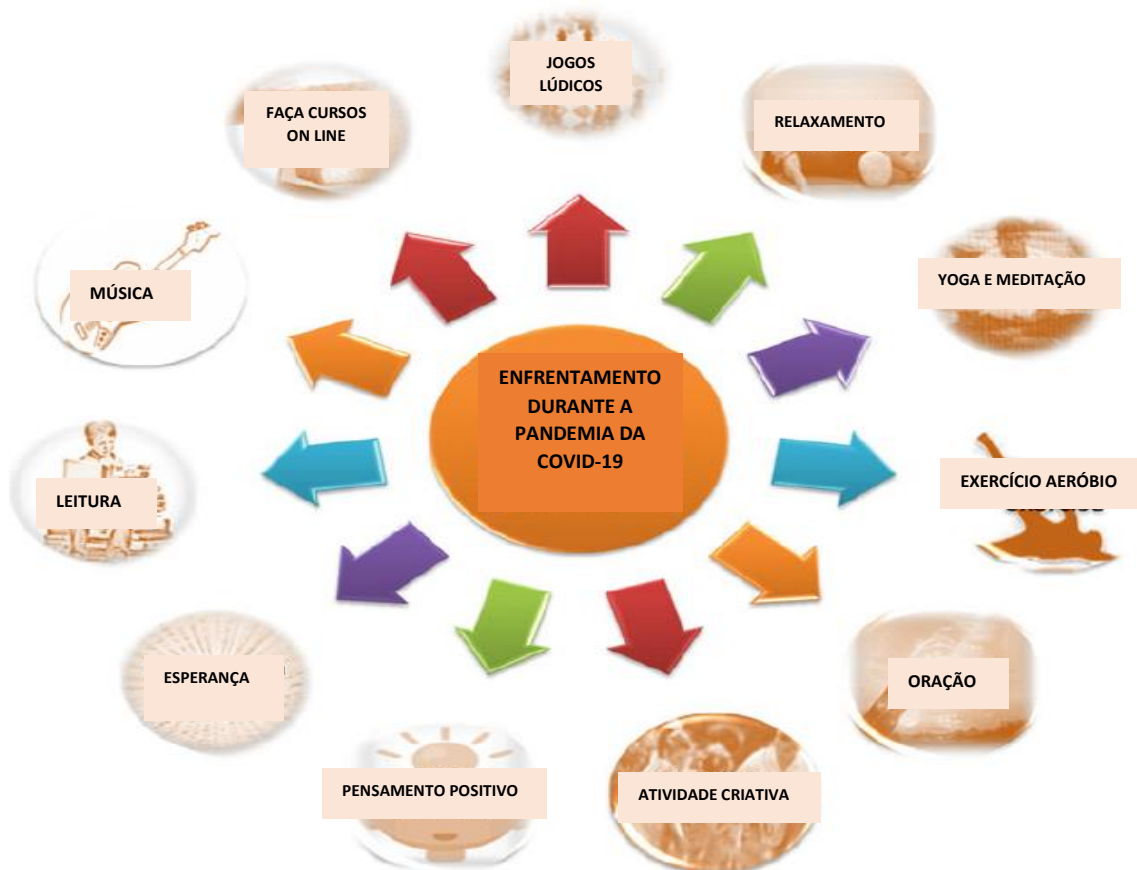 JOGOS
LÚDICOS
RELAXAMENTO
YOGA E MEDITAÇÃO
EXERCÍCIO AERÓBIO
ORAÇÃO
ATIVIDADE CRIATIVA
PENSAMENTO POSITIVO
ESPERANÇA
LEITURA
MÚSICA
FAÇA CURSOS
ON LINE
ENFRENTAMENTO
DURANTE A
PANDEMIA DA
COVID-19